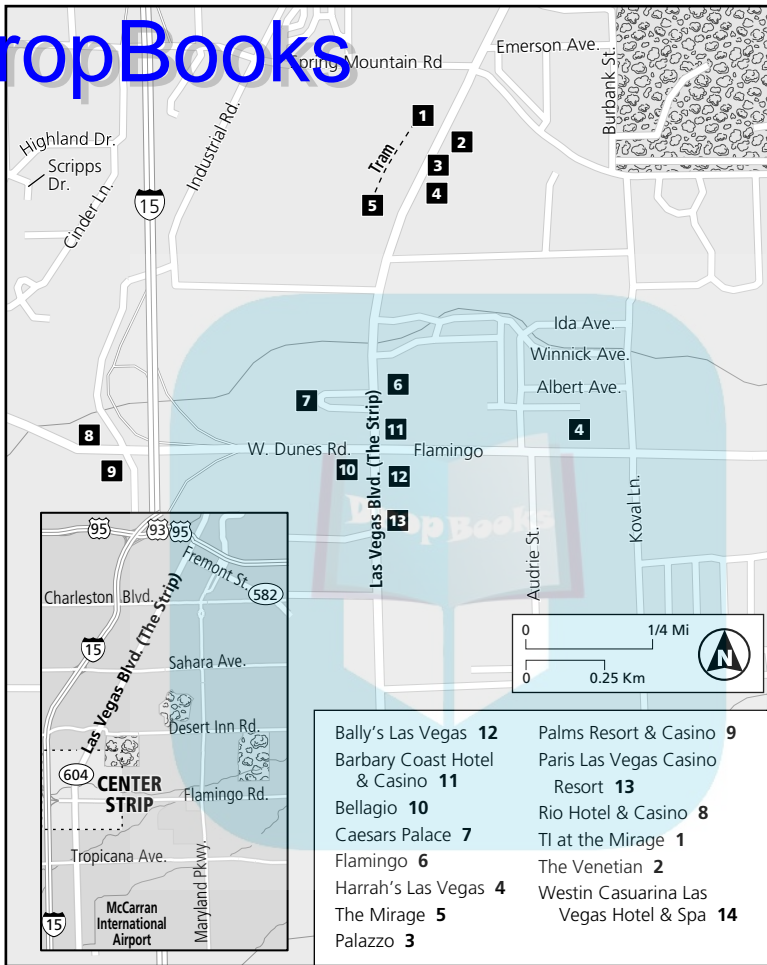 ropBooks
Emerson Ave.
Spring Mountain Rd
Burbank St.
Highland Dr.
Scripps
Dr.
Cinder Ln.
Industrial Rd.
15
Tram
1
2
3
4
5
Ida Ave.
Winnick Ave.
Albert Ave.
6
7
4
8
11
W. Dunes Rd.
Flamingo
9
10
12
13
Las Vegas Blvd. (The Strip)
DropBooks
Audrie St.
Koval Ln.
95
93
95
Fremont St.
582
Charleston Blvd.
15
Las Vegas Blvd. (The Strip)
Sahara Ave.
Desert Inn Rd.
604
CENTER
STRIP
Flamingo Rd.
Tropicana Ave.
Maryland Pkwy.
McCarran
International
Airport
15
0 1/4 Mi
0 0.25 Km
N
Bally's Las Vegas 12
Barbary Coast Hotel
& Casino 11
Bellagio 10
Caesars Palace 7
Flamingo 6
Harrah's Las Vegas 4
The Mirage 5
Palazzo 3
Palms Resort & Casino 9
Paris Las Vegas Casino
Resort 13
Rio Hotel & Casino 8
TI at the Mirage 1
The Venetian 2
Westin Casuarina Las
Vegas Hotel & Spa 14